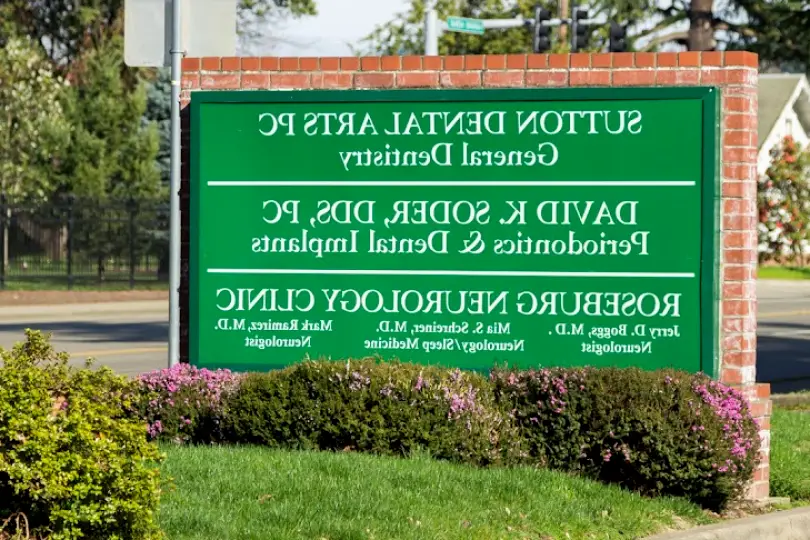 SUTTON DENTAL ARTS PC
General Dentistry
DAVID K. SODER, DDS, PC
Periodontics & Dental Implants
ROSEBURG NEUROLOGY CLINIC
Jerry D. Boggs, M.D. Mia S. Schreiner, M.D. Mark Ramirez, M.D.
Neurologist Neurology/Sleep Medicine Neurologist